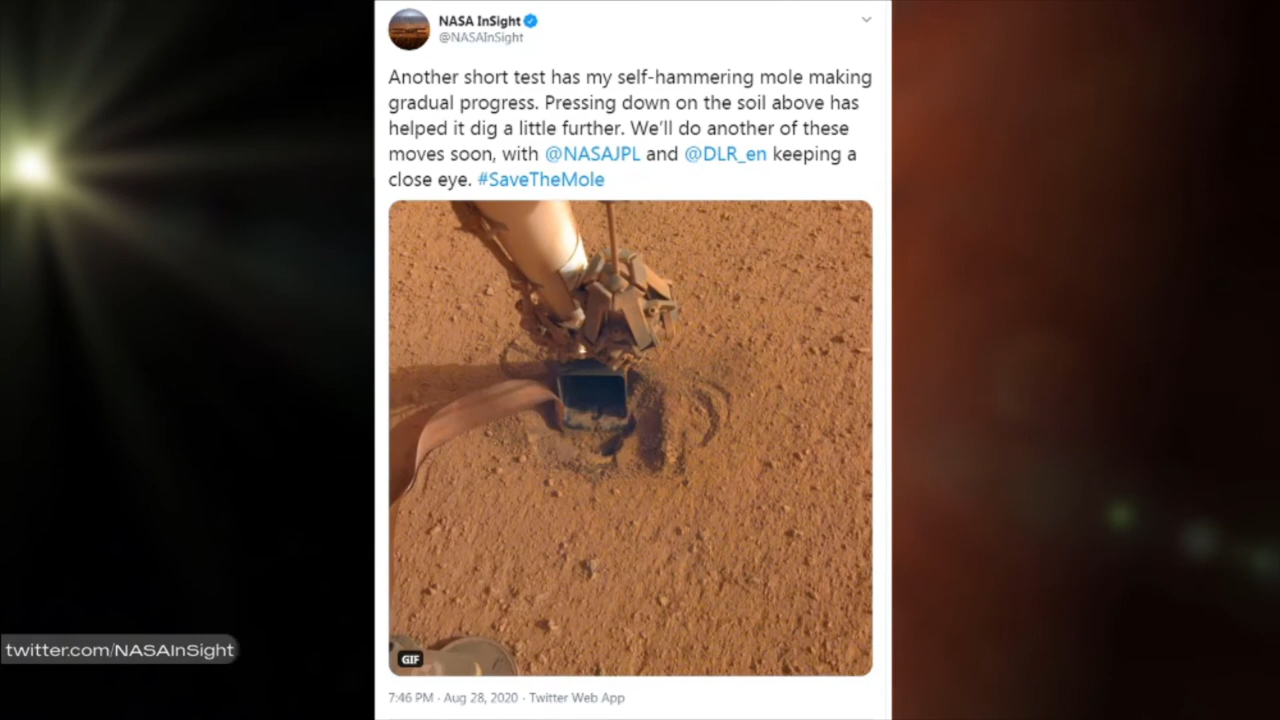 NASA InSight
@NASAInSight
Another short test has my self-hammering mole making
gradual progress. Pressing down on the soil above has
helped it dig a little further. We'll do another of these
moves soon, with @NASAJPL and @DLR_en keeping a
close eye. #SaveTheMole
GIF
twitter.com/NASAInSight
7:46 PM · Aug 28, 2020 · Twitter Web App